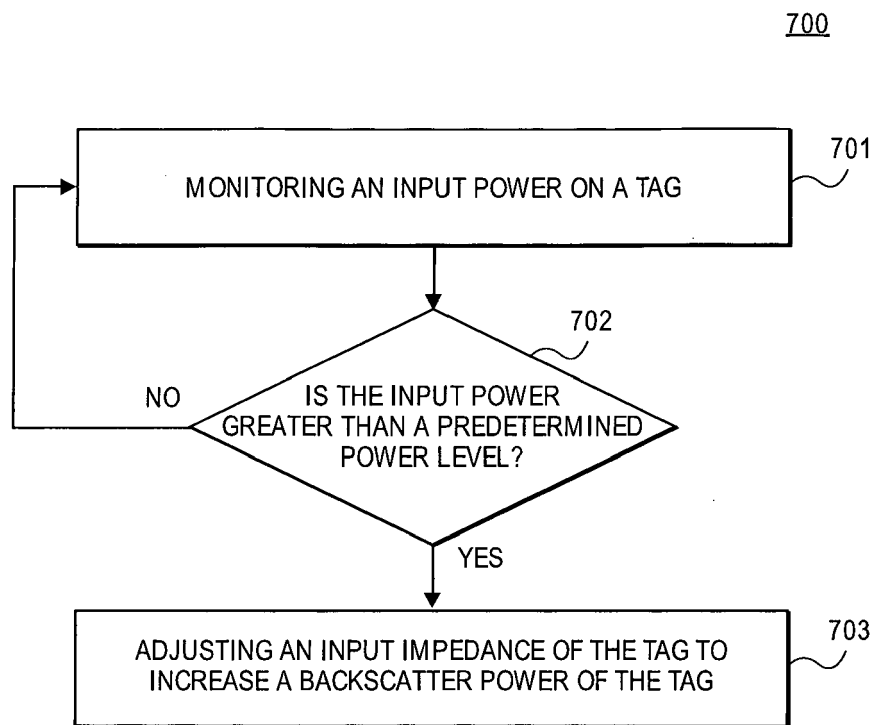 700
701
MONITORING AN INPUT POWER ON A TAG
702
NO
IS THE INPUT POWER
GREATER THAN A PREDETERMINED
POWER LEVEL?
YES
703
ADJUSTING AN INPUT IMPEDANCE OF THE TAG TO
INCREASE A BACKSCATTER POWER OF THE TAG